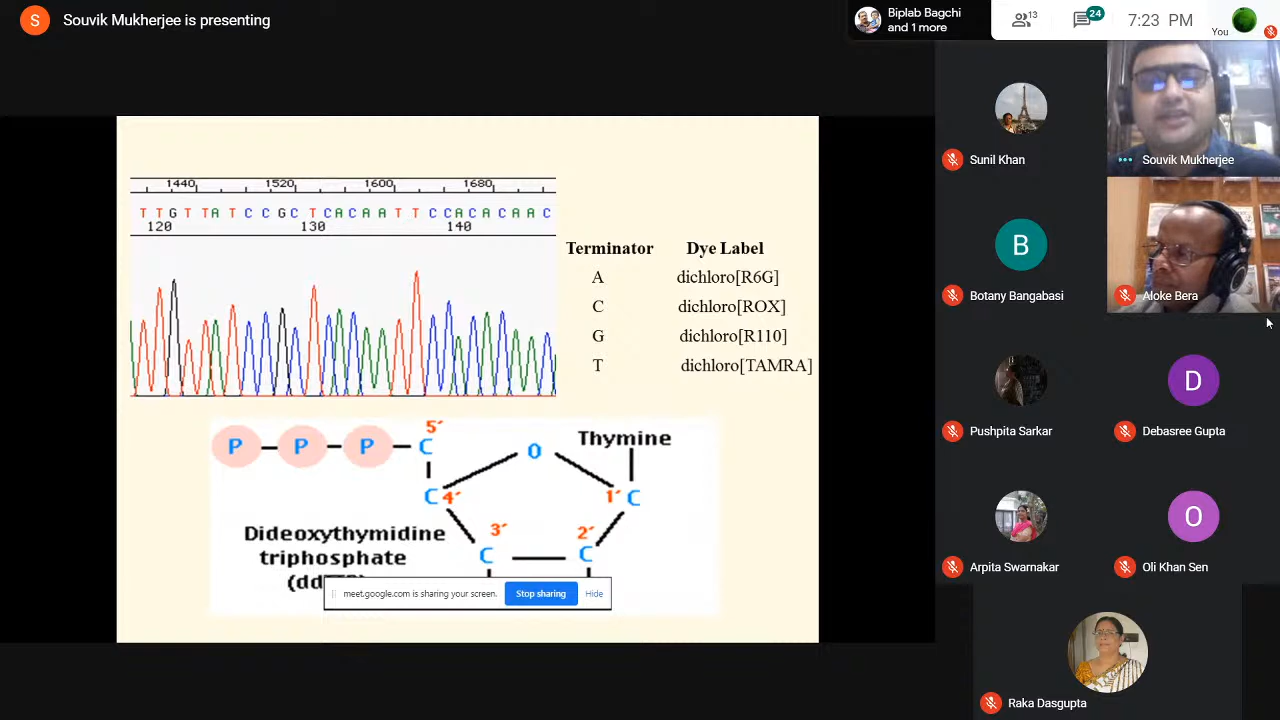 S Souvik Mukherjee is presenting
Biplab Bagchi
and 1 more
13
24
7:23 PM
You
1440 1520 1600 1680
T T G T T A T C C G C T C A C A A T T C C A C A C A A C
120 130 140
Terminator Dye Label
A dichloro[R6G]
C dichloro[ROX]
G dichloro[R110]
T dichloro[TAMRA]
P P P C 5′
O
Thymine
C 4′
1′ C
3′ 2′
C C
Dideoxythymidine
triphosphate
meet.google.com is sharing your screen. Stop sharing Hide
Sunil Khan
Souvik Mukherjee
B
Botany Bangabasi
Aloke Bera
Pushpita Sarkar
D
Debasree Gupta
Arpita Swarnakar
O
Oli Khan Sen
Raka Dasgupta